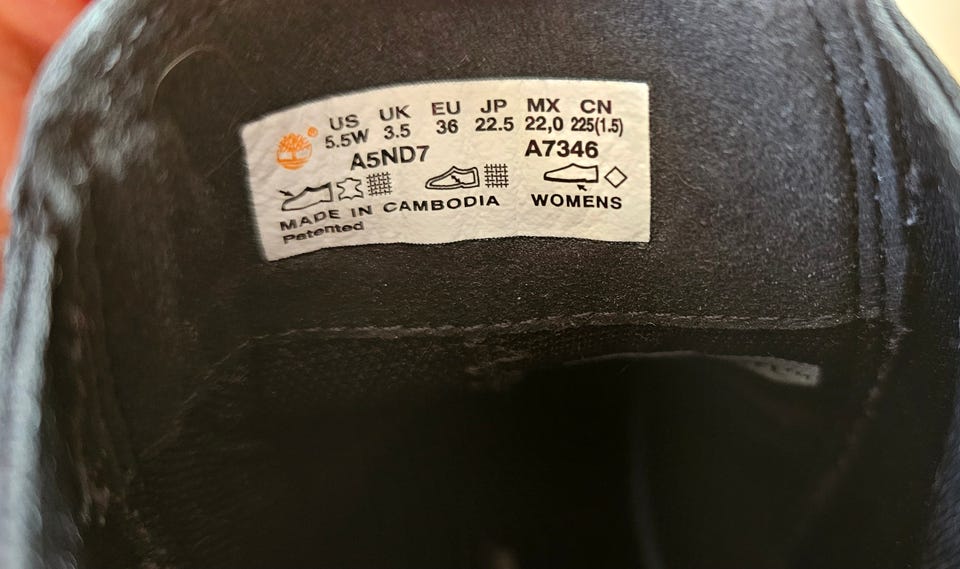 US UK EU JP MX CN
5.5W 3.5 36 22.5 22,0 225(1.5)
A5ND7 A7346
MADE IN CAMBODIA WOMENS
Patented